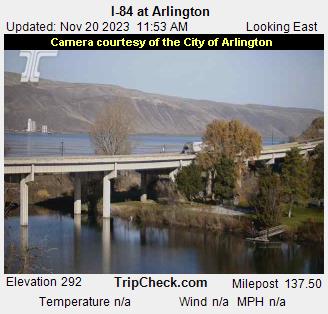 I-84 at Arlington
Updated: Nov 20 2023 11:53 AM Looking East
Camera courtesy of the City of Arlington
Elevation 292 TripCheck.com Milepost 137.50
Temperature n/a Wind n/a MPH n/a